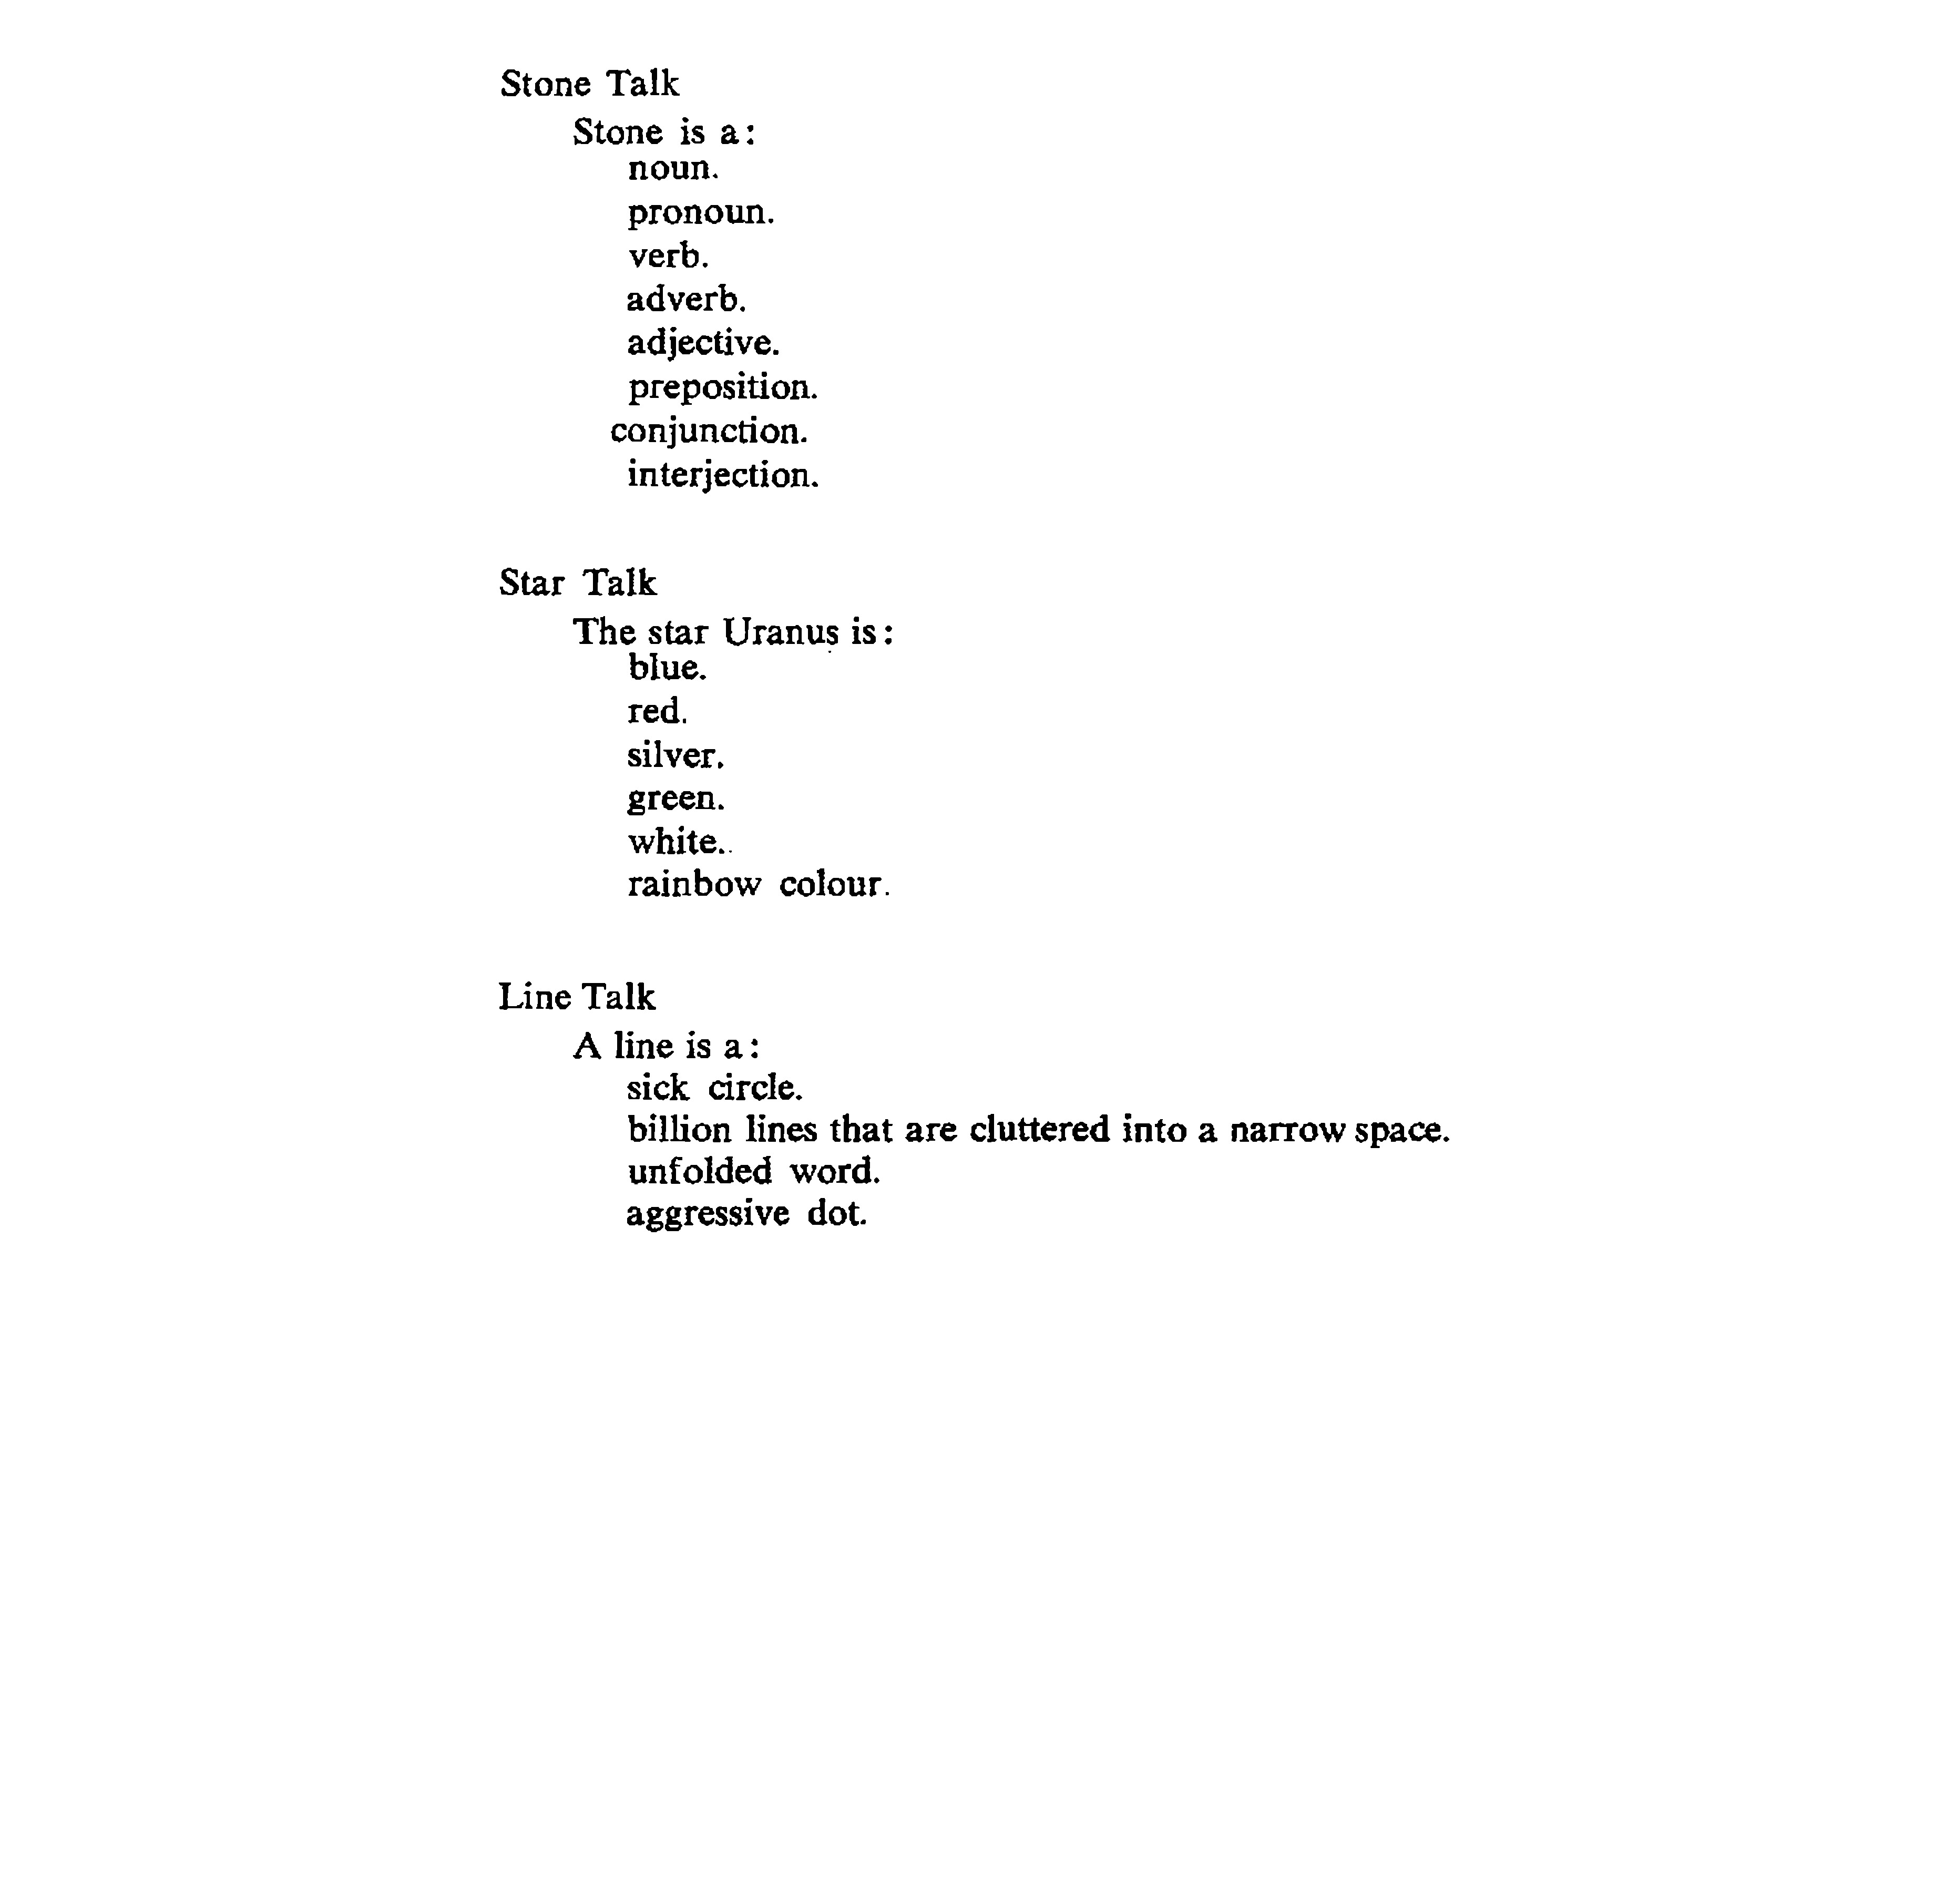 Stone Talk
Stone is a:
noun.
pronoun.
verb.
adverb.
adjective.
preposition.
conjunction.
interjection.
Star Talk
The star Uranus is:
blue.
red.
silver.
green.
white.
rainbow colour.
Line Talk
A line is a:
sick circle.
billion lines that are cluttered into a narrow space.
unfolded word.
aggressive dot.